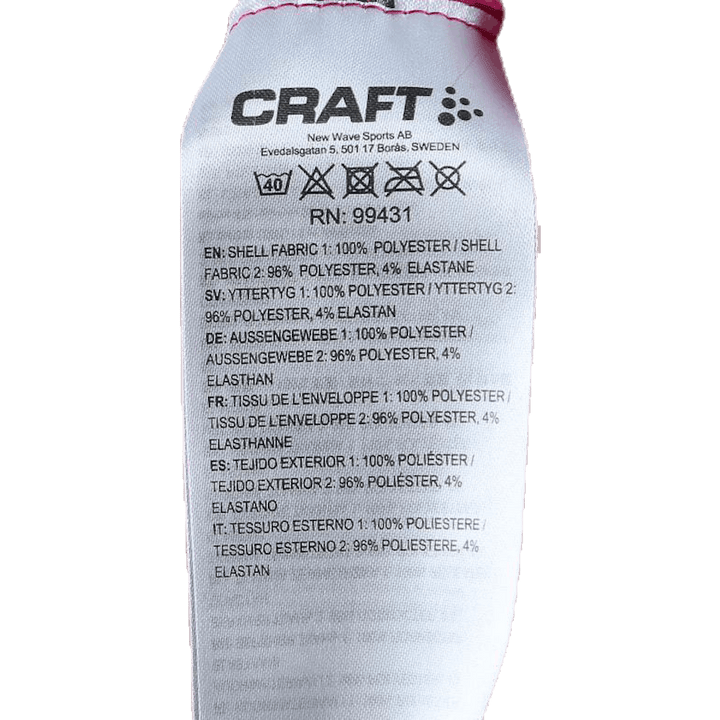 CRAFT
New Wave Sports AB
Evedalsgatan 5, 501 17 Borås, SWEDEN
40
RN: 99431
EN: SHELL FABRIC 1: 100% POLYESTER / SHELL
FABRIC 2: 96% POLYESTER, 4% ELASTANE
SV: YTTERTYG 1: 100% POLYESTER / YTTERTYG 2:
96% POLYESTER, 4% ELASTAN
DE: AUSSENGEWEBE 1: 100% POLYESTER /
AUSSENGEWEBE 2: 96% POLYESTER, 4%
ELASTHAN
FR: TISSU DE L'ENVELOPPE 1: 100% POLYESTER /
TISSU DE L'ENVELOPPE 2: 96% POLYESTER, 4%
ELASTHANNE
ES: TEJIDO EXTERIOR 1: 100% POLIÉSTER /
TEJIDO EXTERIOR 2: 96% POLIÉSTER, 4%
ELASTANO
IT: TESSURO ESTERNO 1: 100% POLIESTERE /
TESSURO ESTERNO 2: 96% POLIESTERE, 4%
ELASTAN